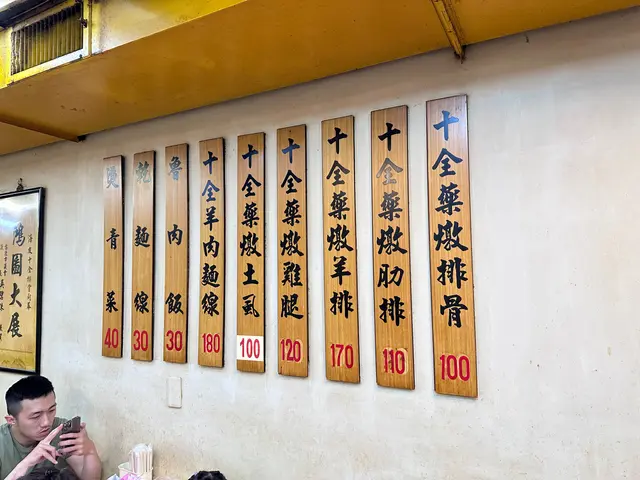 十全藥燉排骨 100
十全藥燉肋排 110
十全藥燉羊排 170
十全藥燉雞腿 120
十全藥燉土虱 100
十全羊肉麵線 180
魯肉飯 30
乾麵線 30
燙青菜 40
鴻圖大展